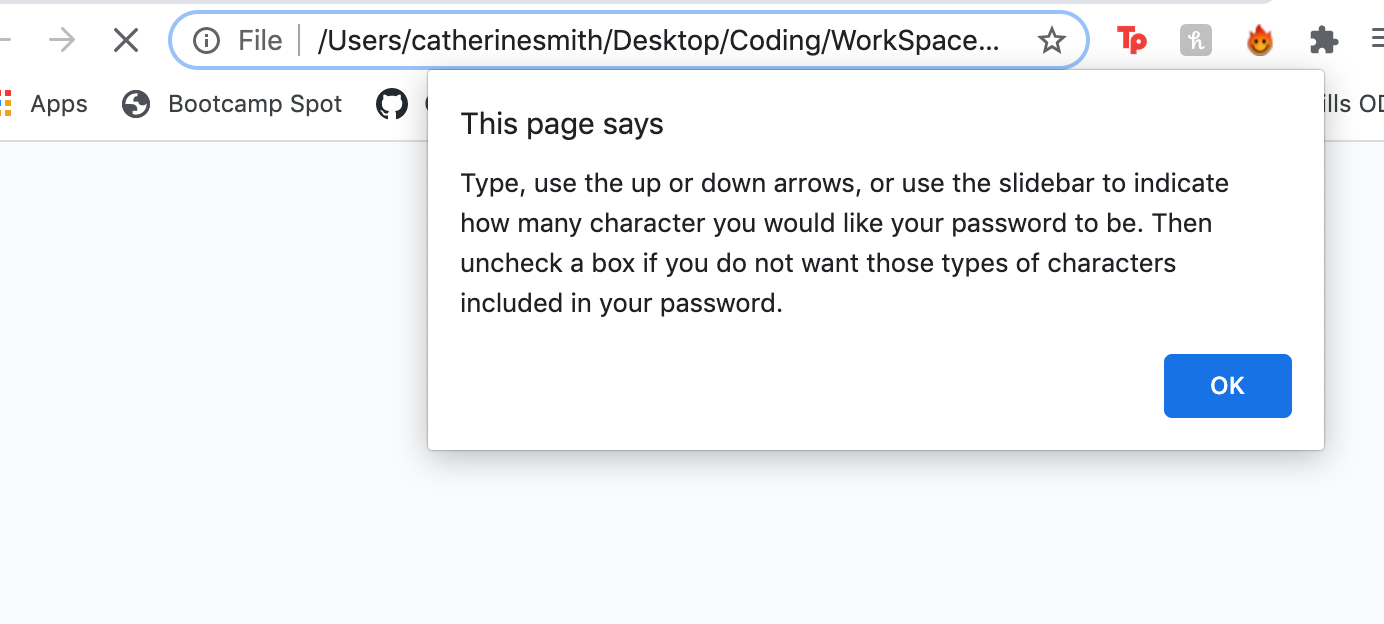 File /Users/catherinesmith/Desktop/Coding/WorkSpace... Tp h
Apps Bootcamp Spot ills OD
This page says
Type, use the up or down arrows, or use the slidebar to indicate
how many character you would like your password to be. Then
uncheck a box if you do not want those types of characters
included in your password.
OK